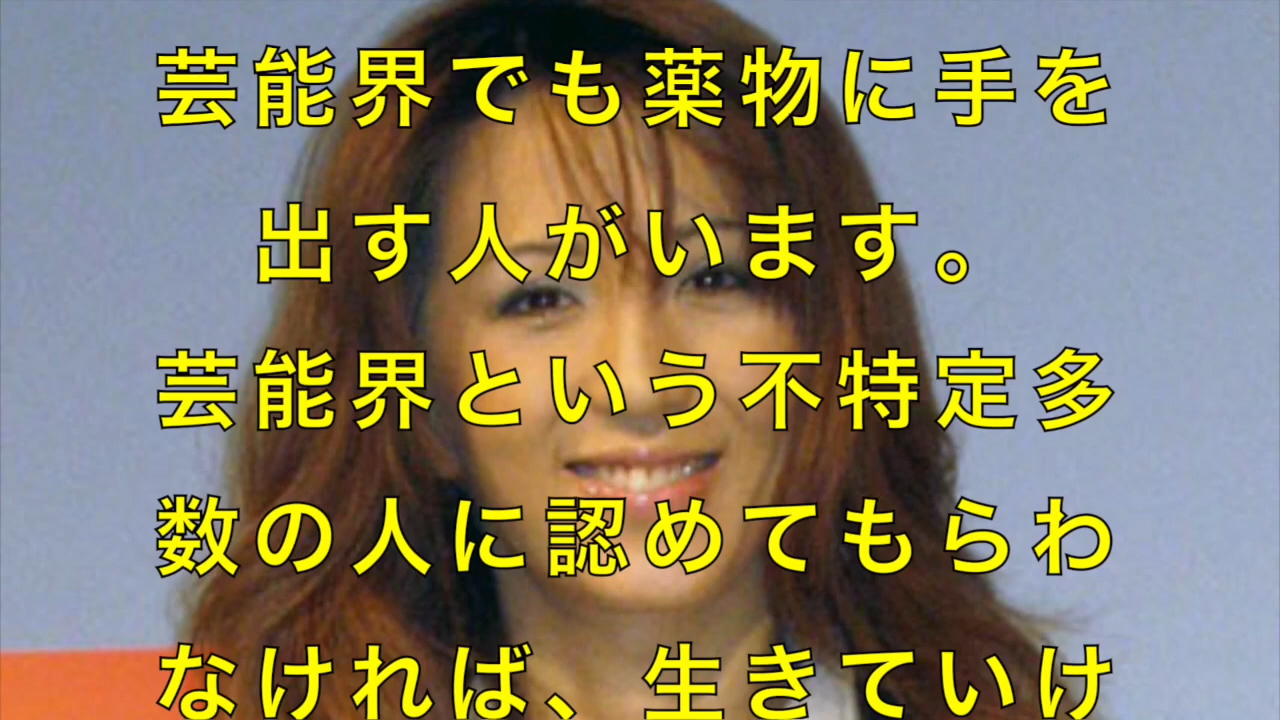 芸能界でも薬物に手を
出す人がいます。
芸能界という不特定多
数の人に認めてもらわ
なければ、生きていけ